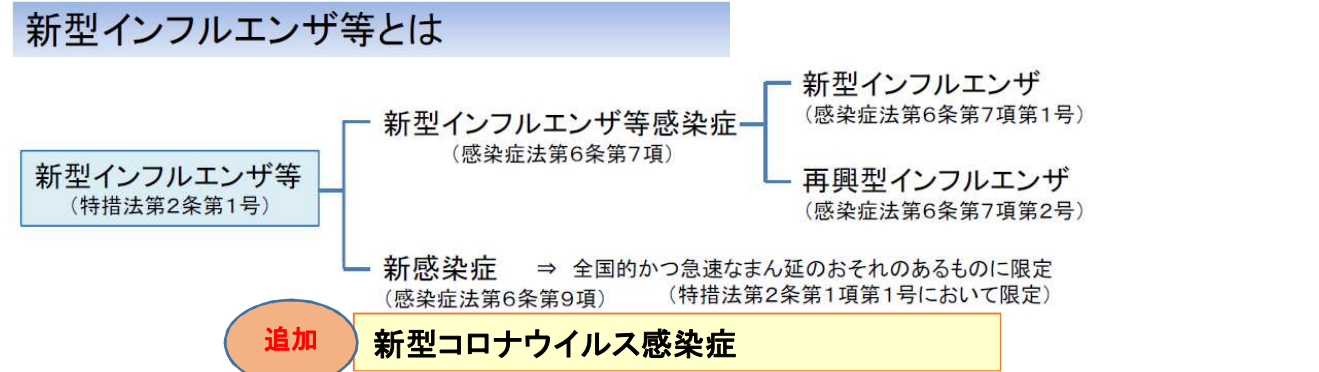 新型インフルエンザ等とは
新型インフルエンザ
（感染症法第6条第7項第1号）
新型インフルエンザ等感染症
（感染症法第6条第7項）
新型インフルエンザ等
（特措法第2条第1号）
再興型インフルエンザ
（感染症法第6条第7項第2号）
新感染症 ⇒ 全国的かつ急速なまん延のおそれのあるものに限定
（感染症法第6条第9項） （特措法第2条第1項第1号において限定）
追加 新型コロナウイルス感染症